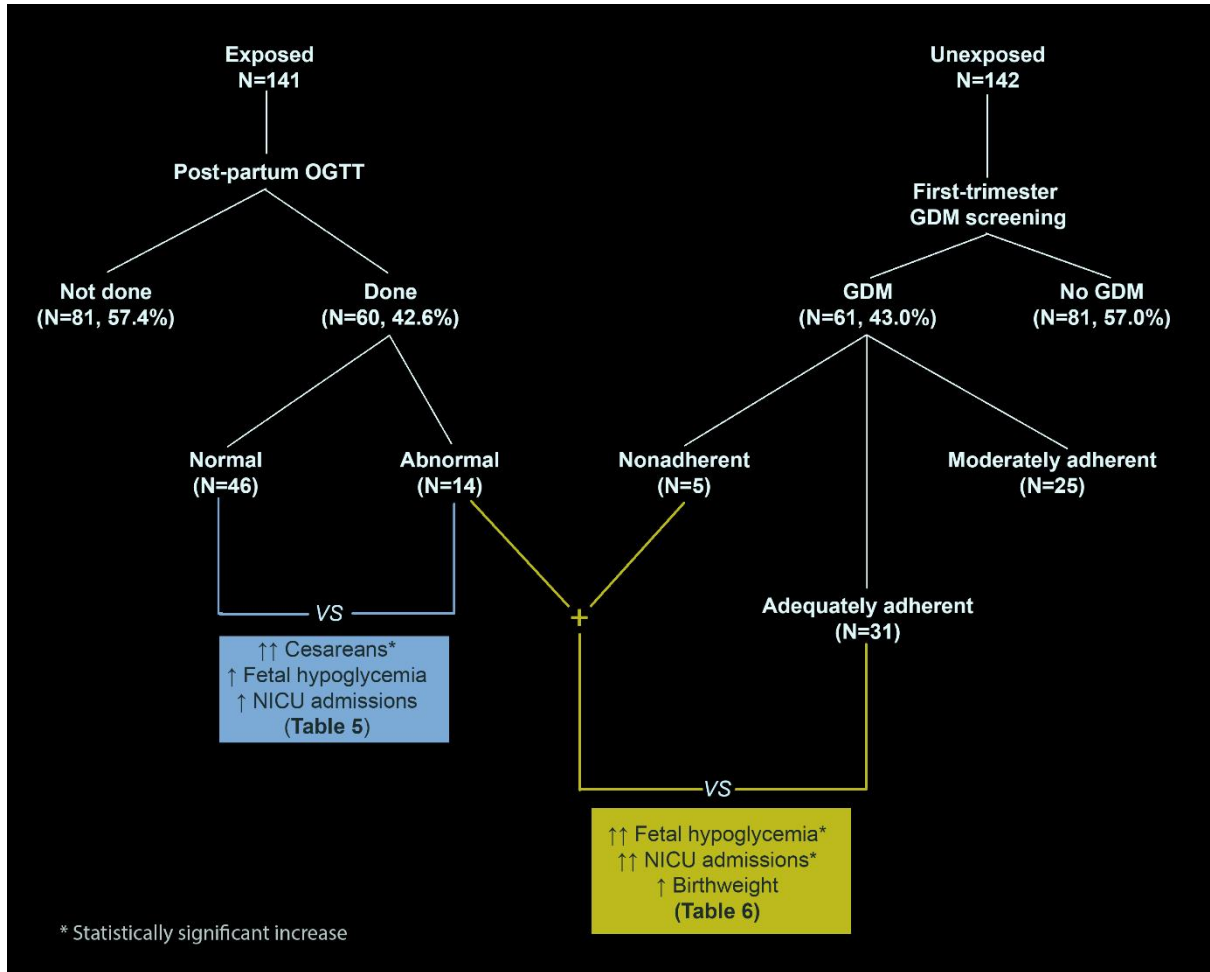 Exposed
N=141
Unexposed
N=142
Post-partum OGTT
First-trimester
GDM screening
Not done
(N=81, 57.4%)
Done
(N=60, 42.6%)
GDM
(N=61, 43.0%)
No GDM
(N=81, 57.0%)
Normal
(N=46)
Abnormal
(N=14)
Nonadherent
(N=5)
Moderately adherent
(N=25)
Adequately adherent
(N=31)
VS
+
↑↑ Cesareans*
↑ Fetal hypoglycemia
↑ NICU admissions
(Table 5)
VS
↑↑ Fetal hypoglycemia*
↑↑ NICU admissions*
↑ Birthweight
(Table 6)
* Statistically significant increase